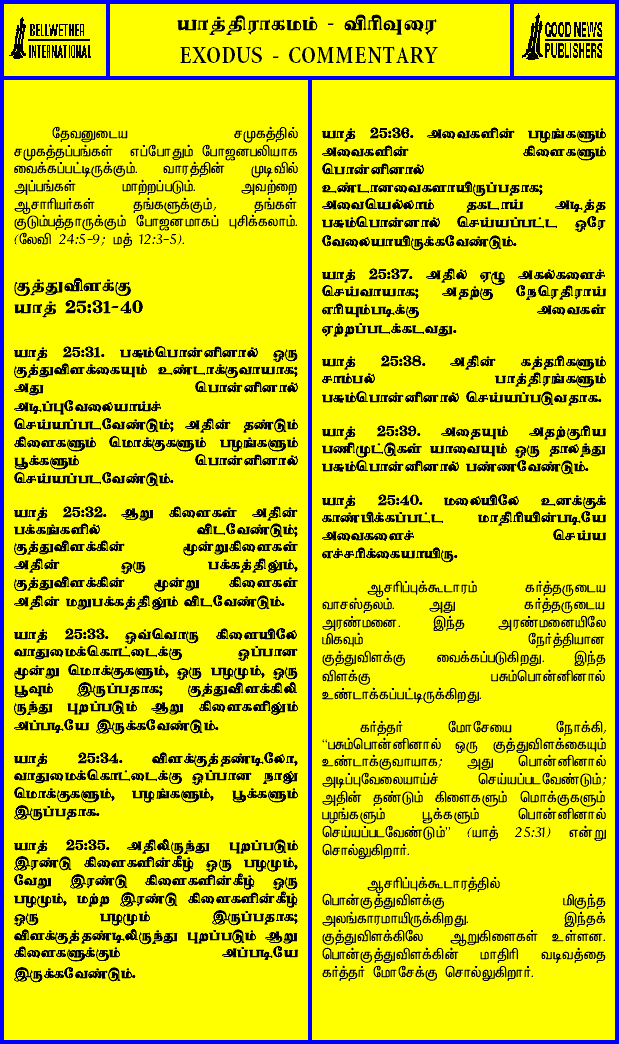 BELLWETHER
INTERNATIONAL
யாத்திராகமம் - விரிவுரை
EXODUS - COMMENTARY
GOOD NEWS
PUBLISHERS
தேவனுடைய சமுகத்தில்
சமுகத்தப்பங்கள் எப்போதும் போஜனபலியாக
வைக்கப்பட்டிருக்கும். வாரத்தின் முடிவில்
அப்பங்கள் மாற்றப்படும். அவற்றை
ஆசாரியர்கள் தங்களுக்கும், தங்கள்
குடும்பத்தாருக்கும் போஜனமாகப் புசிக்கலாம்.
(லேவி 24:5-9; மத் 12:3-5).
குத்துவிளக்கு
யாத் 25:31-40
யாத் 25:31. பசும்பொன்னினால் ஒரு
குத்துவிளக்கையும் உண்டாக்குவாயாக;
அது பொன்னினால்
அடிப்புவேலையாய்ச்
செய்யப்படவேண்டும்; அதின் தண்டும்
கிளைகளும் மொக்குகளும் பழங்களும்
பூக்களும் பொன்னினால்
செய்யப்படவேண்டும்.
யாத் 25:32. ஆறு கிளைகள் அதின்
பக்கங்களில் விடவேண்டும்;
குத்துவிளக்கின் மூன்றுகிளைகள்
அதின் ஒரு பக்கத்திலும்,
குத்துவிளக்கின் மூன்று கிளைகள்
அதின் மறுபக்கத்திலும் விடவேண்டும்.
யாத் 25:33. ஒவ்வொரு கிளையிலே
வாதுமைக்கொட்டைக்கு ஒப்பான
மூன்று மொக்குகளும், ஒரு பழமும், ஒரு
பூவும் இருப்பதாக; குத்துவிளக்கிலி
ருந்து புறப்படும் ஆறு கிளைகளிலும்
அப்படியே இருக்கவேண்டும்.
யாத் 25:34. விளக்குத்தண்டிலோ,
வாதுமைக்கொட்டைக்கு ஒப்பான நாலு
மொக்குகளும், பழங்களும், பூக்களும்
இருப்பதாக.
யாத் 25:35. அதிலிருந்து புறப்படும்
இரண்டு கிளைகளின்கீழ் ஒரு பழமும்,
வேறு இரண்டு கிளைகளின்கீழ் ஒரு
பழமும், மற்ற இரண்டு கிளைகளின்கீழ்
ஒரு பழமும் இருப்பதாக;
விளக்குத்தண்டிலிருந்து புறப்படும் ஆறு
கிளைகளுக்கும் அப்படியே
இருக்கவேண்டும்.
யாத் 25:36. அவைகளின் பழங்களும்
அவைகளின் கிளைகளும்
பொன்னினால்
உண்டானவைகளாயிருப்பதாக;
அவையெல்லாம் தகடாய் அடித்த
பசும்பொன்னால் செய்யப்பட்ட ஒரே
வேலையாயிருக்கவேண்டும்.
யாத் 25:37. அதில் ஏழு அகல்களைச்
செய்வாயாக; அதற்கு நேரெதிராய்
எரியும்படிக்கு அவைகள்
ஏற்றப்படக்கடவது.
யாத் 25:38. அதின் கத்தரிகளும்
சாம்பல் பாத்திரங்களும்
பசும்பொன்னினால் செய்யப்படுவதாக.
யாத் 25:39. அதையும் அதற்குரிய
பணிமுட்டுகள் யாவையும் ஒரு தாலந்து
பசும்பொன்னினால் பண்ணவேண்டும்.
யாத் 25:40. மலையிலே உனக்குக்
காண்பிக்கப்பட்ட மாதிரியின்படியே
அவைகளைச் செய்ய
எச்சரிக்கையாயிரு.
ஆசரிப்புக்கூடாரம் கர்த்தருடைய
வாசஸ்தலம். அது கர்த்தருடைய
அரண்மனை. இந்த அரண்மனையிலே
மிகவும் நேர்த்தியான
குத்துவிளக்கு வைக்கப்படுகிறது. இந்த
விளக்கு பசும்பொன்னினால்
உண்டாக்கப்பட்டிருக்கிறது.
கர்த்தர் மோசேயை நோக்கி,
"பசும்பொன்னினால் ஒரு குத்துவிளக்கையும்
உண்டாக்குவாயாக; அது பொன்னினால்
அடிப்புவேலையாய்ச் செய்யப்படவேண்டும்;
அதின் தண்டும் கிளைகளும் மொக்குகளும்
பழங்களும் பூக்களும் பொன்னினால்
செய்யப்படவேண்டும்" (யாத் 25:31) என்று
சொல்லுகிறார்.
ஆசரிப்புக்கூடாரத்தில்
பொன்குத்துவிளக்கு மிகுந்த
அலங்காரமாயிருக்கிறது. இந்தக்
குத்துவிளக்கிலே ஆறுகிளைகள் உள்ளன.
பொன்குத்துவிளக்கின் மாதிரி வடிவத்தை
கர்த்தர் மோசேக்கு சொல்லுகிறார்.